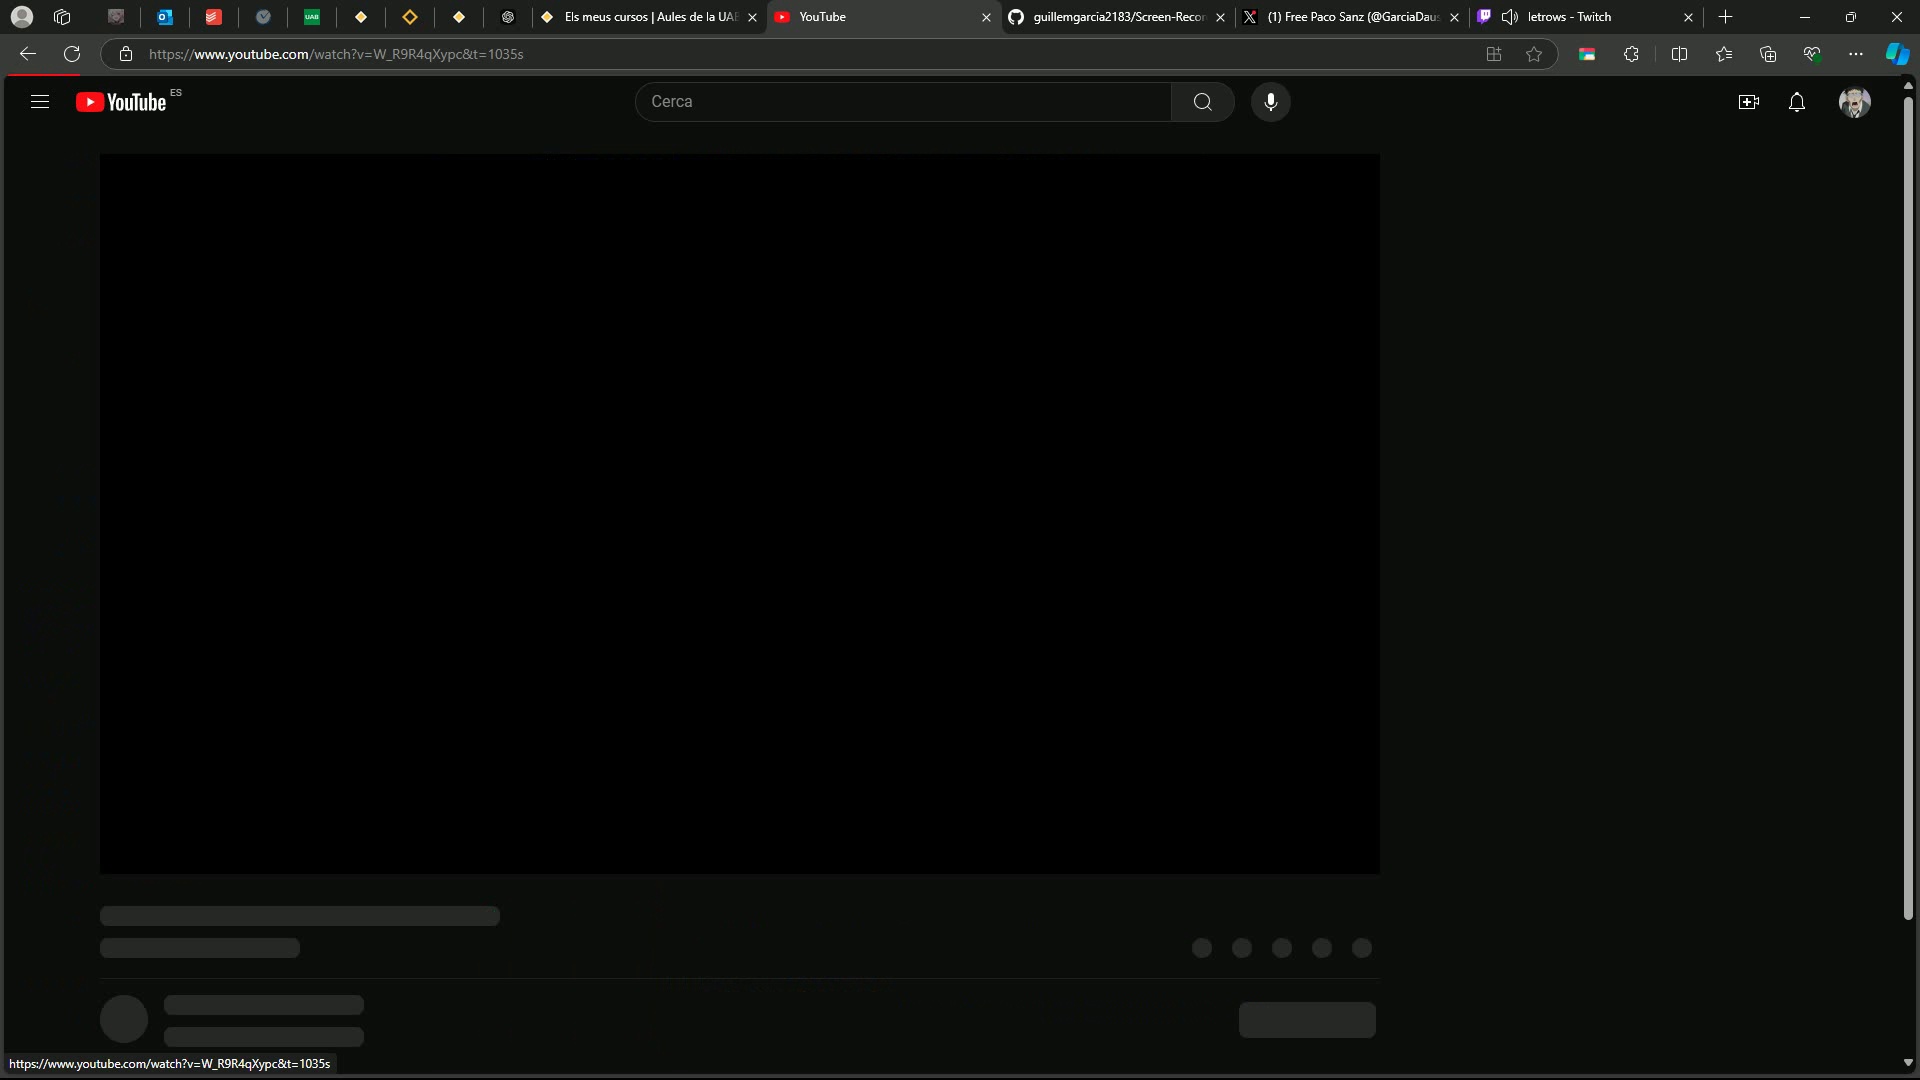 UAB
Els meus cursos | Aules de la UAB
YouTube
guillemgarcia2183/Screen-Recor
(1) Free Paco Sanz (@GarciaDaus
letrows - Twitch
https://www.youtube.com/watch?v=W_R9R4qXypc&t=1035s
YouTube ES
Cerca
https://www.youtube.com/watch?v=W_R9R4qXypc&t=1035s